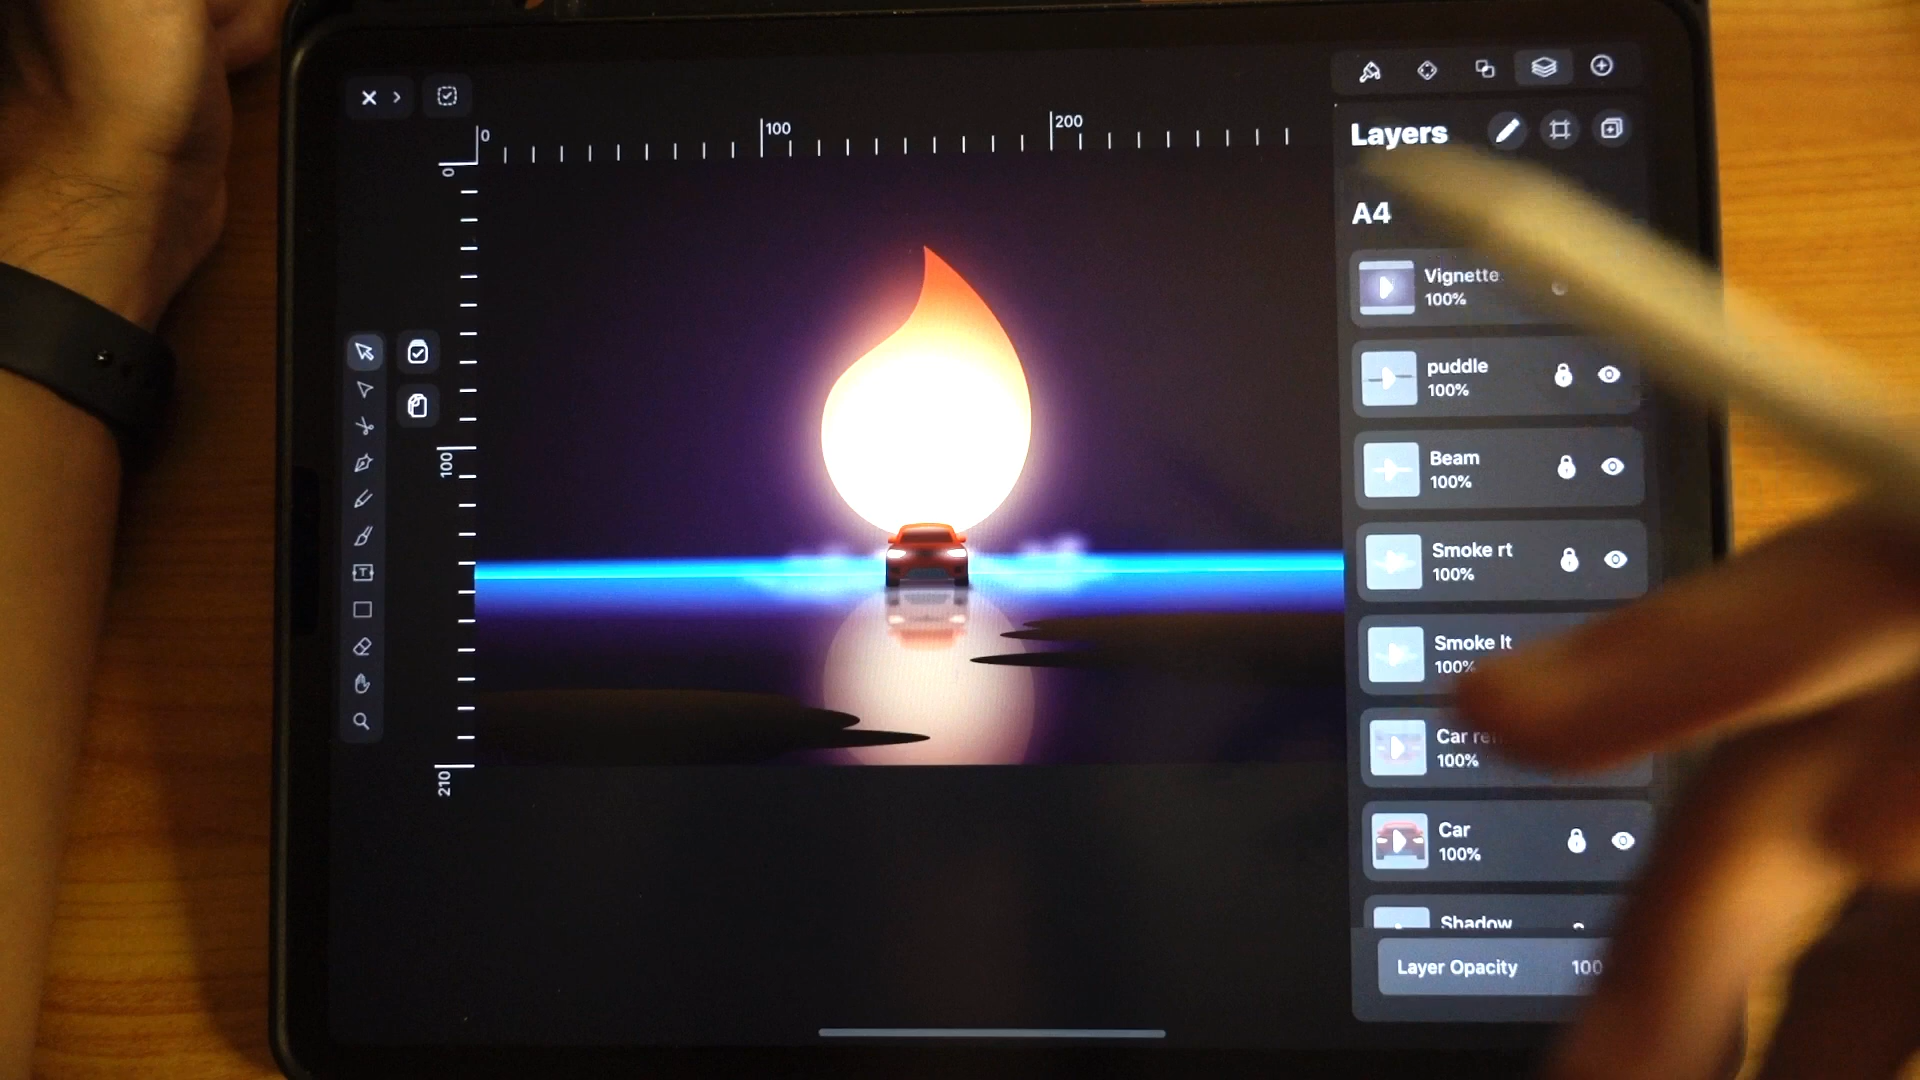 0
100
200
0
100
210
Layers
A4
Vignette
100%
puddle
100%
Beam
100%
Smoke rt
100%
Smoke lt
100%
Car
100%
Car
100%
Shadow
Layer Opacity
100